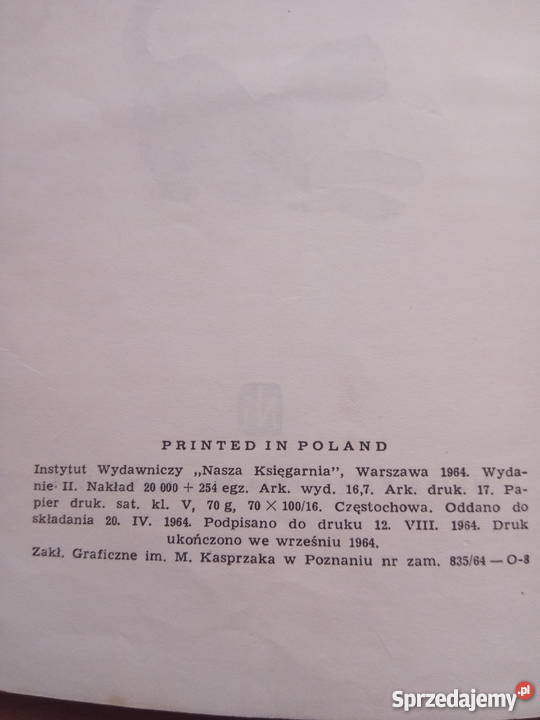 PRINTED IN POLAND
Instytut Wydawniczy „Nasza Księgarnia", Warszawa 1964. Wyda-
nie II. Nakład 20 000 + 254 egz. Ark. wyd. 16,7. Ark. druk. 17. Pa-
pier druk. sat. kl. V, 70 g, 70 × 100/16. Częstochowa. Oddano do
składania 20. IV. 1964. Podpisano do druku 12. VIII. 1964. Druk
ukończono we wrześniu 1964.
Zakł. Graficzne im. M. Kasprzaka w Poznaniu nr zam. 835/64 — O-8
Sprzedajemy.pl